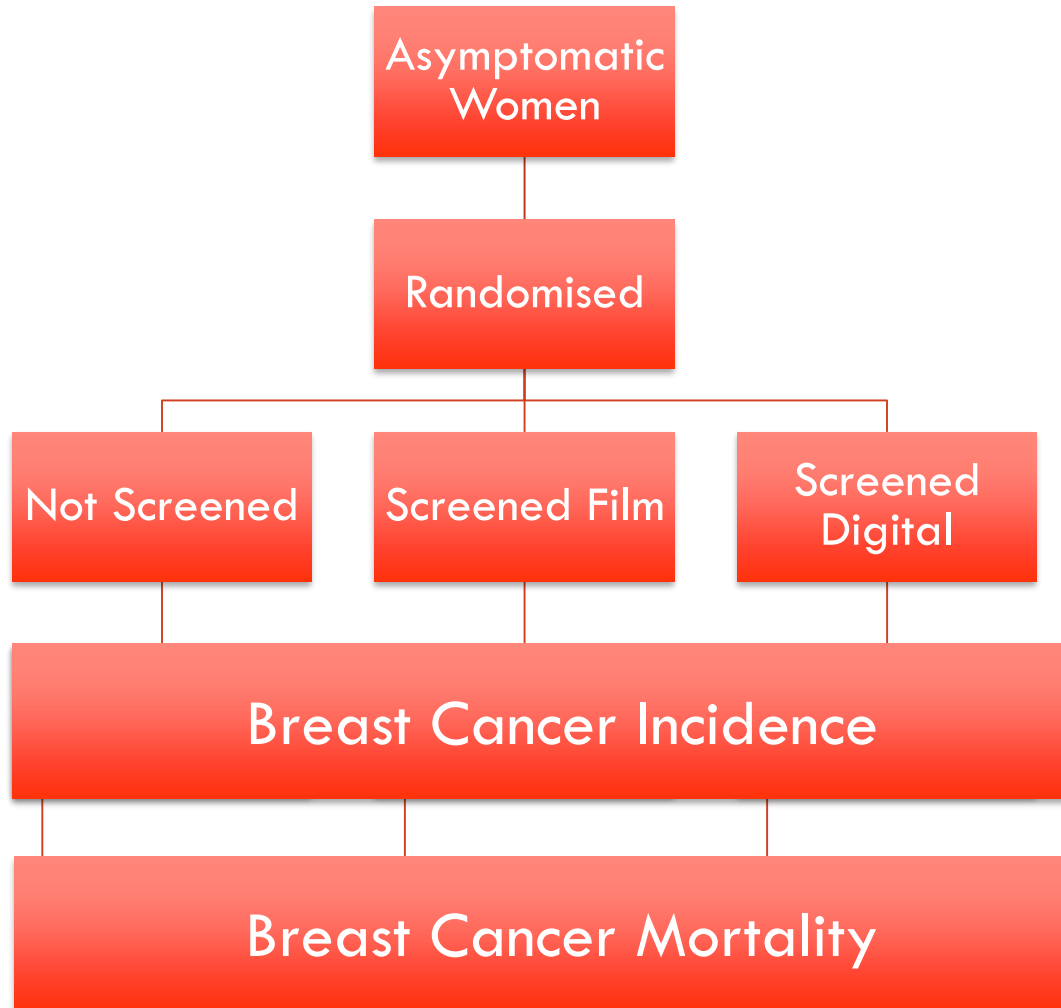 Asymptomatic
Women
Randomised
Not Screened
Screened Film
Screened
Digital
Breast Cancer Incidence
Breast Cancer Mortality